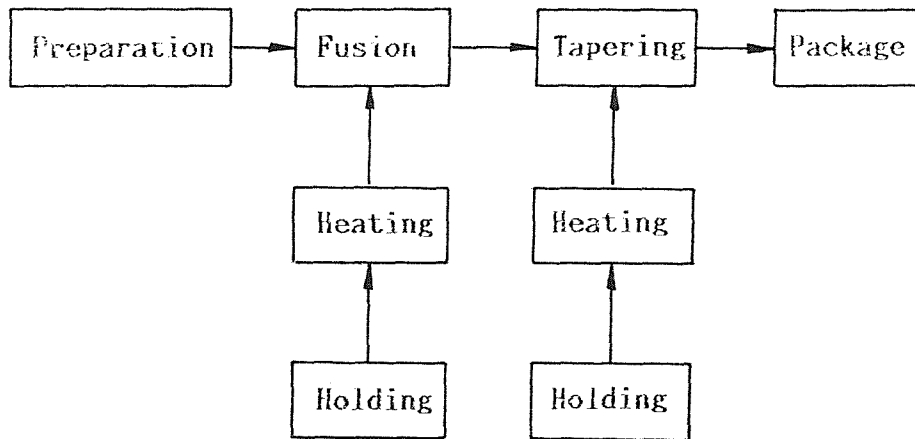 Preparation Fusion Tapering Package
Heating Heating
Holding Holding